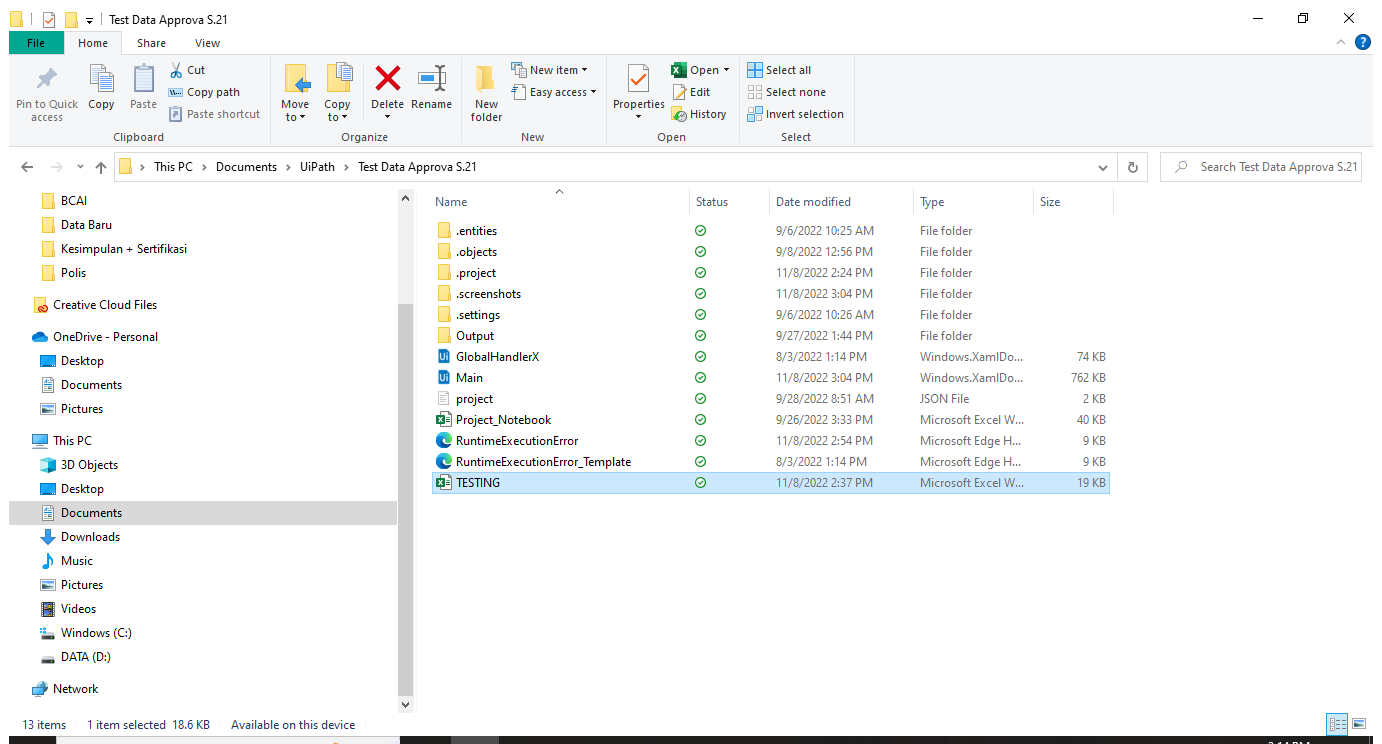 Test Data Approva S.21
File Home Share View
Pin to Quick access
Copy
Paste
Cut
Copy path
Paste shortcut
Clipboard
Move to
Copy to
Delete
Rename
Organize
New folder
New item
Easy access
New
Properties
Open
Edit
History
Open
Select all
Select none
Invert selection
Select
This PC > Documents > UiPath > Test Data Approva S.21
Search Test Data Approva S.21
BCAI
Data Baru
Kesimpulan + Sertifikasi
Polis
Creative Cloud Files
OneDrive - Personal
Desktop
Documents
Pictures
This PC
3D Objects
Desktop
Documents
Downloads
Music
Pictures
Videos
Windows (C:)
DATA (D:)
Network
Name Status Date modified Type Size
.entities 9/6/2022 10:25 AM File folder
.objects 9/8/2022 12:56 PM File folder
.project 11/8/2022 2:24 PM File folder
.screenshots 11/8/2022 3:04 PM File folder
.settings 9/6/2022 10:26 AM File folder
Output 9/27/2022 1:44 PM File folder
GlobalHandlerX 8/3/2022 1:14 PM Windows.XamlDo... 74 KB
Main 11/8/2022 3:04 PM Windows.XamlDo... 762 KB
project 9/28/2022 8:51 AM JSON File 2 KB
Project_Notebook 9/26/2022 3:33 PM Microsoft Excel W... 40 KB
RuntimeExecutionError 11/8/2022 2:54 PM Microsoft Edge H... 9 KB
RuntimeExecutionError_Template 8/3/2022 1:14 PM Microsoft Edge H... 9 KB
TESTING 11/8/2022 2:37 PM Microsoft Excel W... 19 KB
13 items 1 item selected 18.6 KB Available on this device